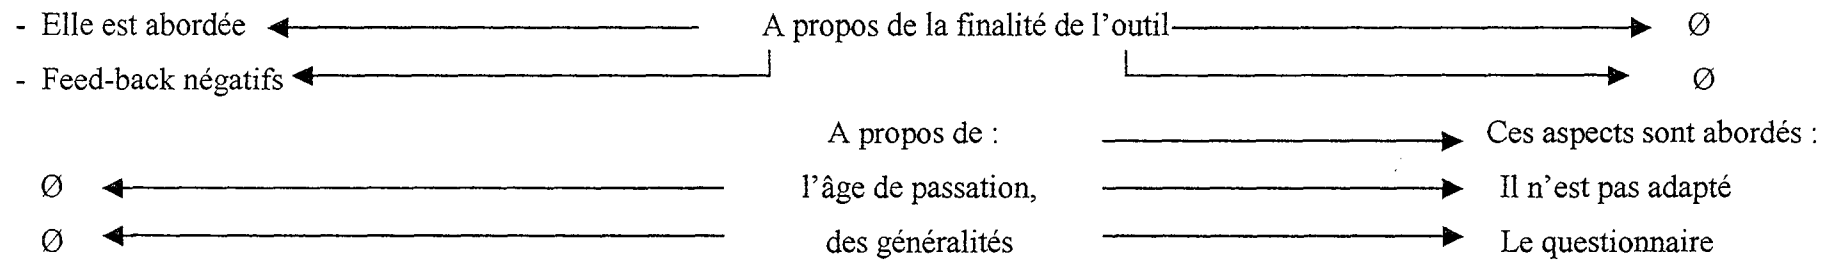 - Elle est abordée A propos de la finalité de l'outil Ø
- Feed-back négatifs Ø
A propos de : Ces aspects sont abordés :
Ø l'âge de passation, Il n'est pas adapté
Ø des généralités Le questionnaire